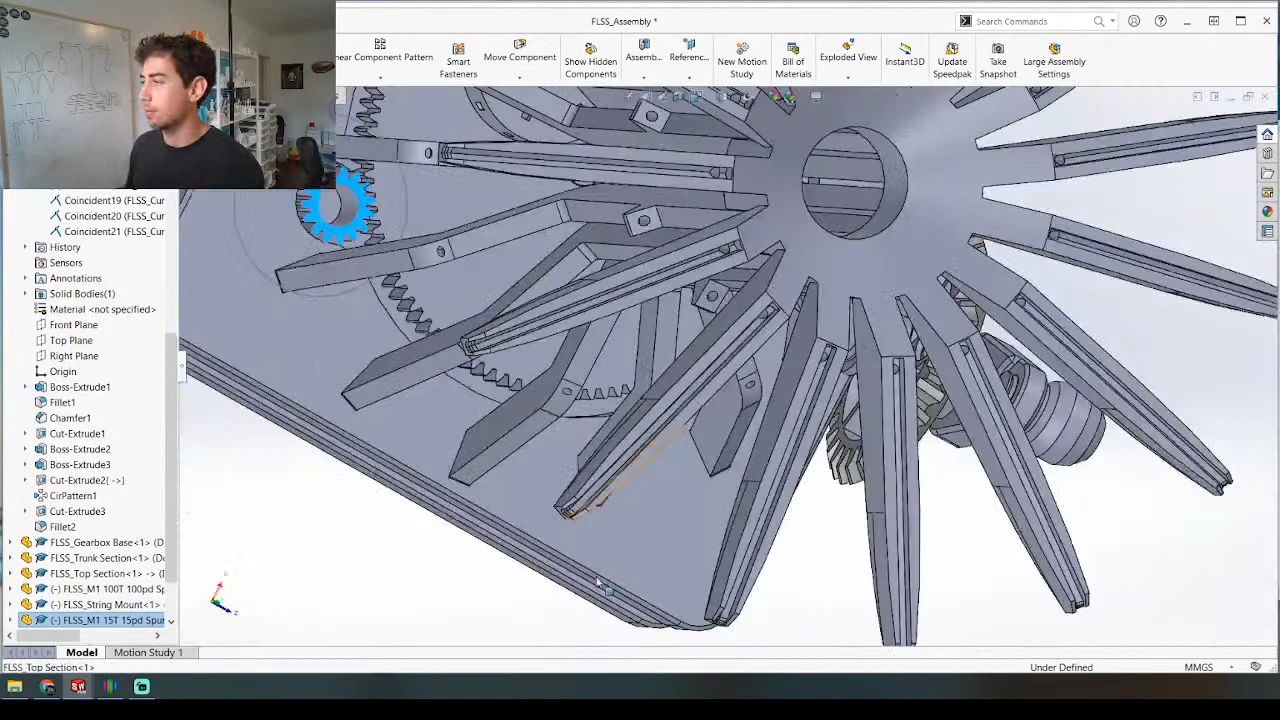 FLSS_Assembly *
Search Commands
near Component Pattern
Smart Fasteners
Move Component
Show Hidden Components
Assemb...
Referenc...
New Motion Study
Bill of Materials
Exploded View
Instant3D
Update Speedpak
Take Snapshot
Large Assembly Settings
Coincident19 (FLSS_Cur
Coincident20 (FLSS_Cur
Coincident21 (FLSS_Cur
History
Sensors
Annotations
Solid Bodies(1)
Material <not specified>
Front Plane
Top Plane
Right Plane
Origin
Boss-Extrude1
Fillet1
Chamfer1
Cut-Extrude1
Boss-Extrude2
Boss-Extrude3
Cut-Extrude2{ ->}
CirPattern1
Cut-Extrude3
Fillet2
FLSS_Gearbox Base<1> (D
FLSS_Trunk Section<1> (De
FLSS_Top Section<1> -> (D
(-) FLSS_M1 100T 100pd Sp
(-) FLSS_String Mount<1> (
(-) FLSS_M1 15T 15pd Spur
Model
Motion Study 1
FLSS_Top Section<1>
Under Defined
MMGS